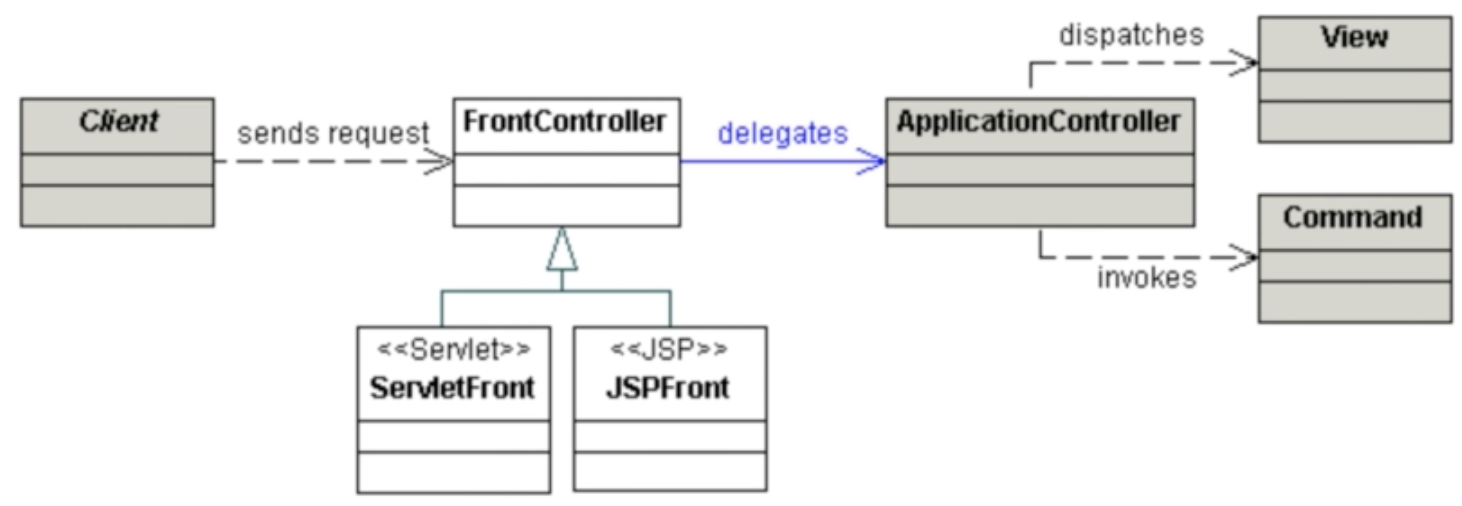 Client
sends request
FrontController
delegates
ApplicationController
dispatches
View
invokes
Command
<<Servlet>>
ServletFront
<<JSP>>
JSPFront